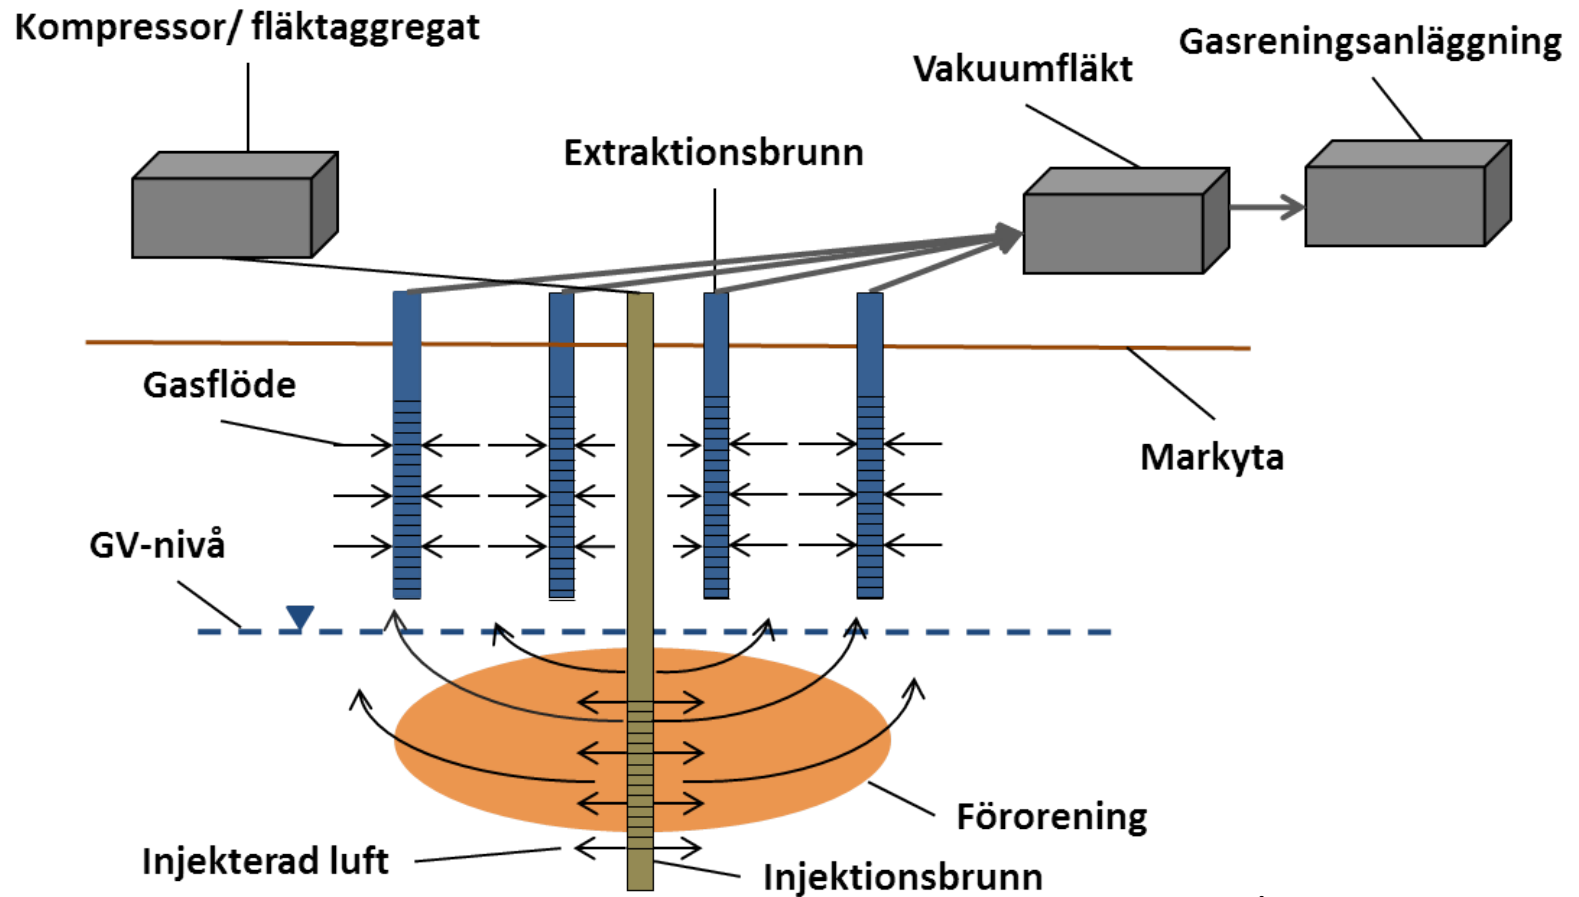 Kompressor/ fläktaggregat
Gasreningsanläggning
Vakuumfläkt
Extraktionsbrunn
Gasflöde
Markyta
GV-nivå
Förorening
Injekterad luft
Injektionsbrunn